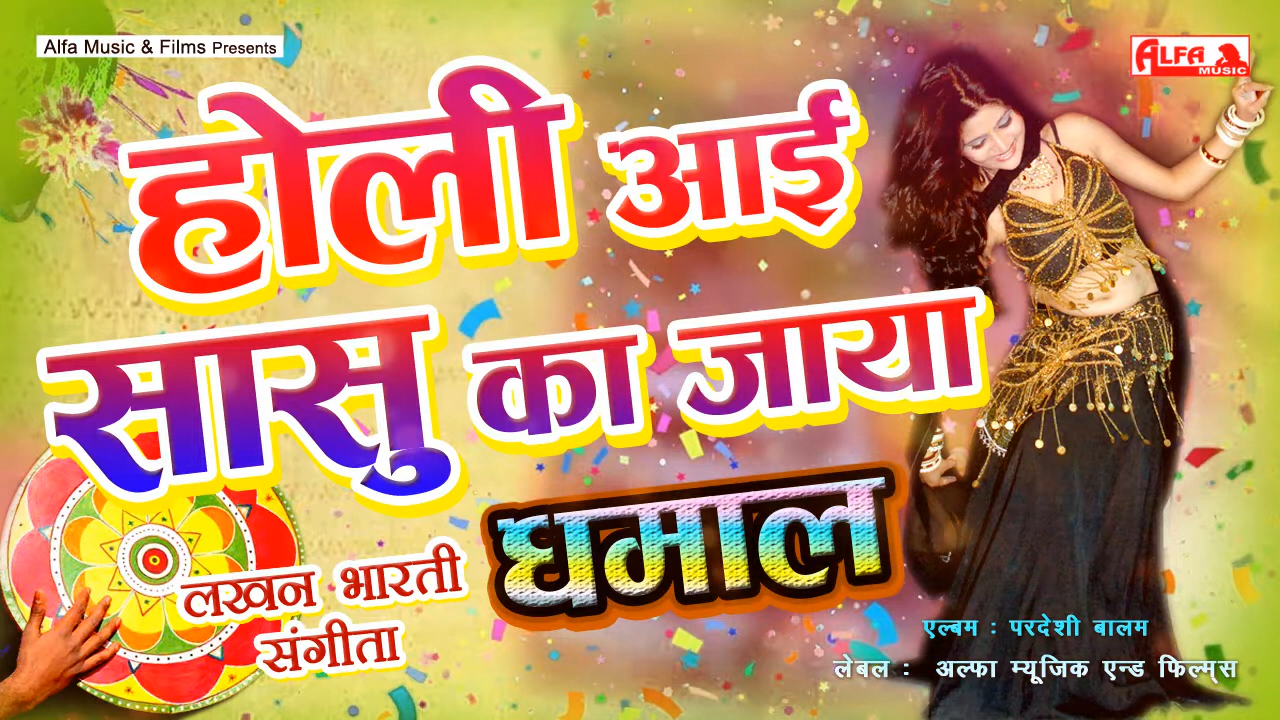 Alfa Music & Films Presents
ALFA
MUSIC
होली आई
सासु का जाया
धमाल
लखन भारती
संगीता
एल्बम : परदेशी बालम
लेबल : अल्फा म्यूजिक एन्ड फिल्म्स